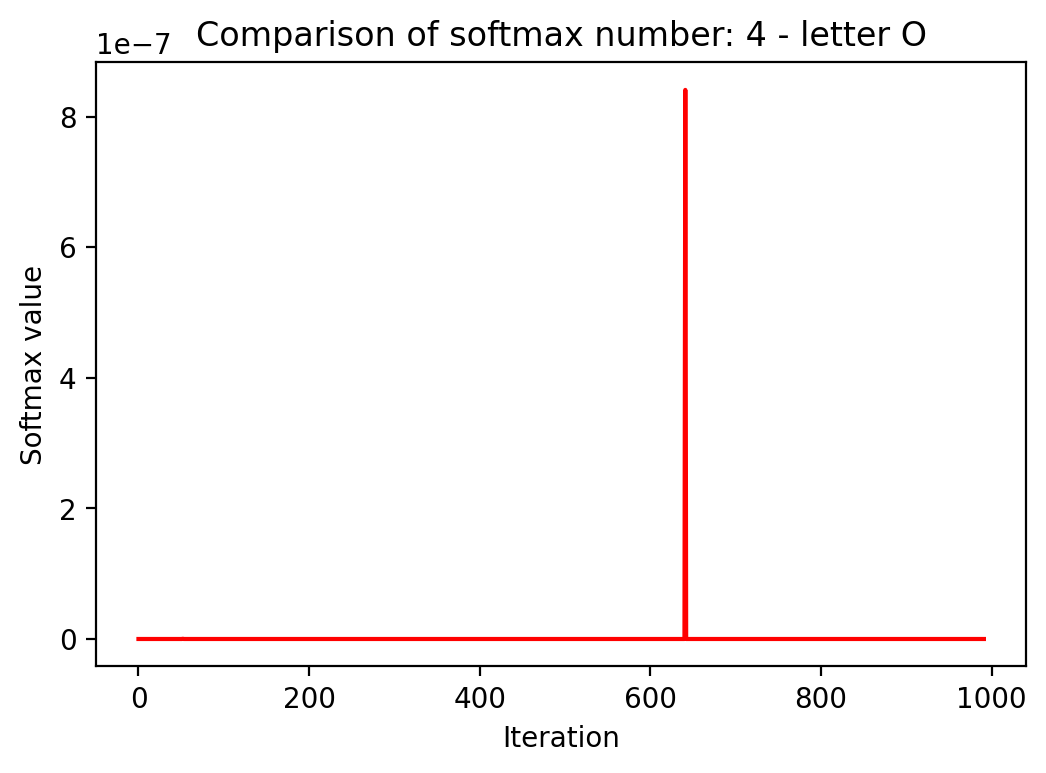 Comparison of softmax number: 4 - letter O
1e−7
8
6
4
2
0
Softmax value
0 200 400 600 800 1000
Iteration